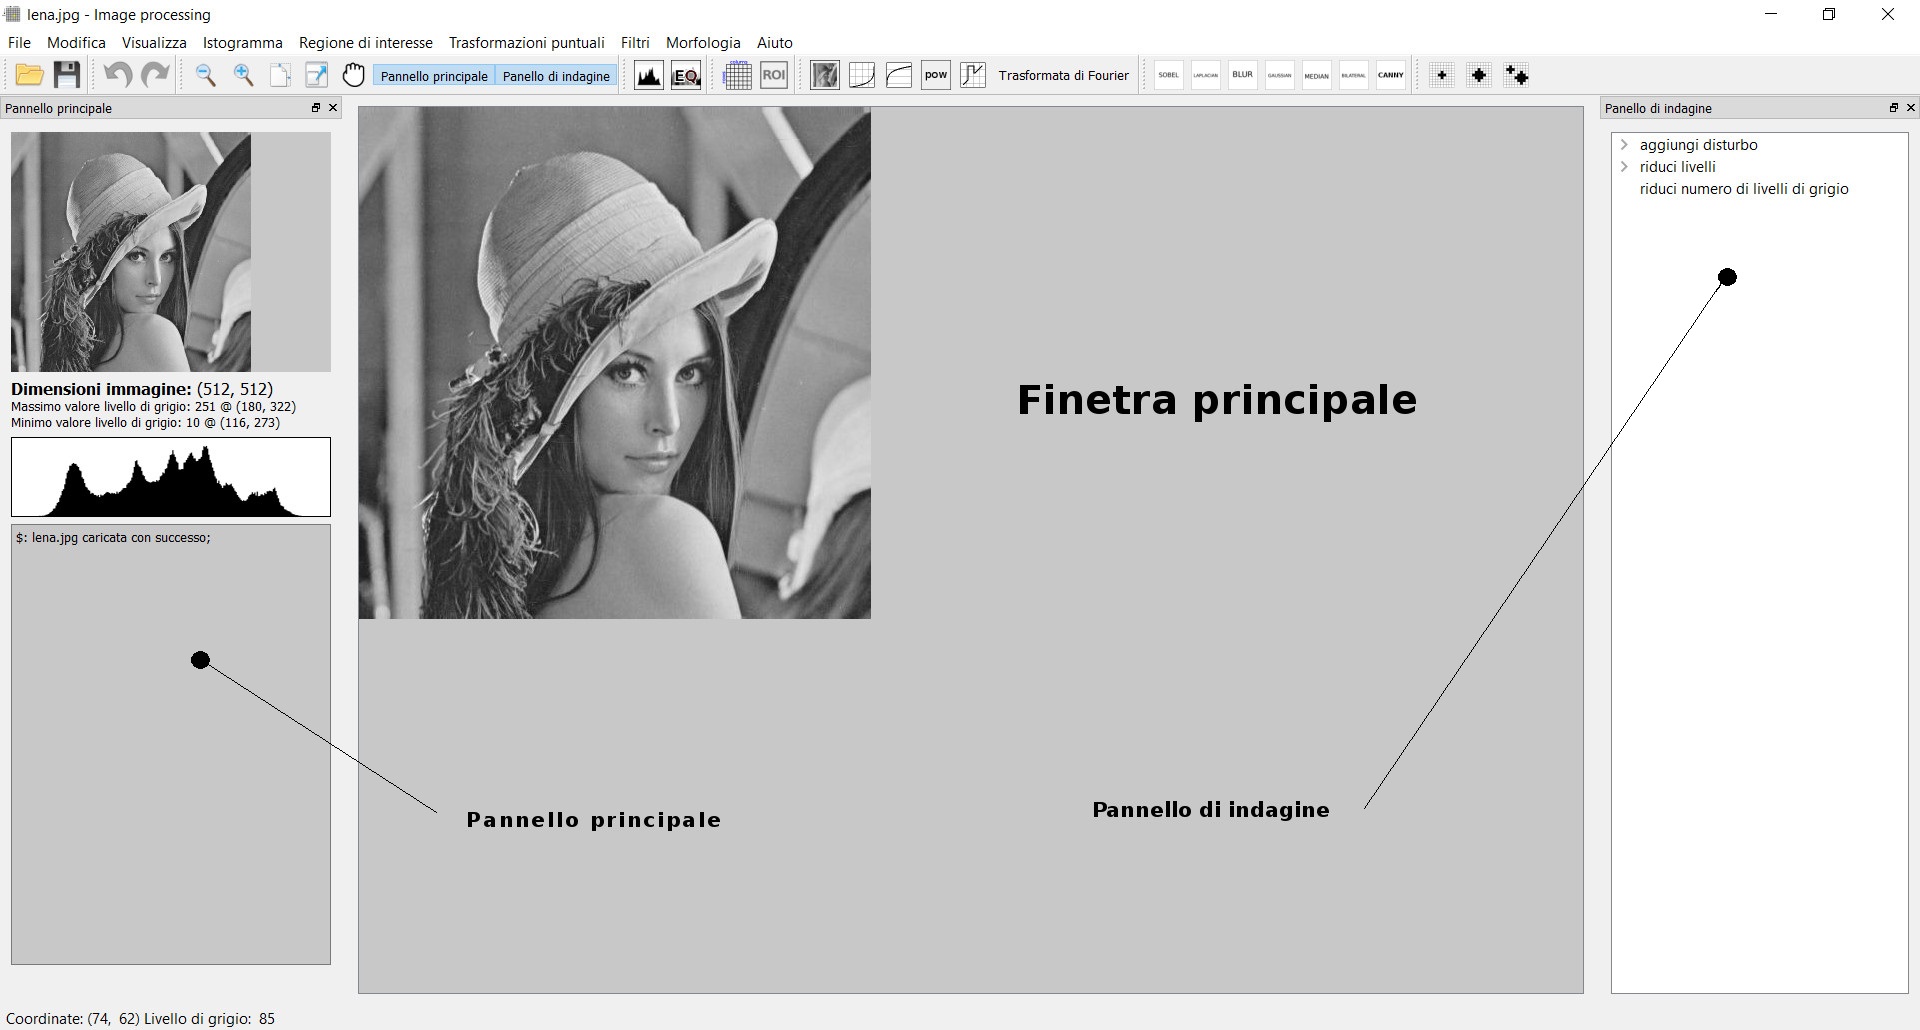 lena.jpg - Image processing
File Modifica Visualizza Istogramma Regione di interesse Trasformazioni puntuali Filtri Morfologia Aiuto
Pannello principale Panello di indagine EQ ROI pow Trasformata di Fourier SOBEL LAPLACIAN BLUR GAUSSIAN MEDIAN BILATERAL CANNY
Pannello principale
Dimensioni immagine: (512, 512)
Massimo valore livello di grigio: 251 @ (180, 322)
Minimo valore livello di grigio: 10 @ (116, 273)
$: lena.jpg caricata con successo;
Finetra principale
Pannello principale
Pannello di indagine
Panello di indagine
aggiungi disturbo
riduci livelli
riduci numero di livelli di grigio
Coordinate: (74, 62) Livello di grigio: 85